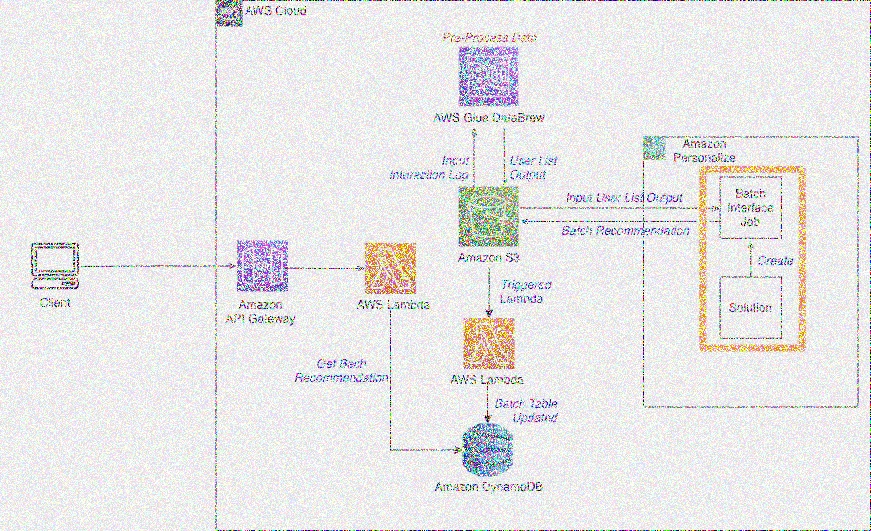 AWS Cloud
Pre-Process Data
AWS Glue DataBrew
Input
Interaction Log
User List
Output
Amazon
Personalize
Input User List Output
Batch
Interface
Job
Batch Recommendation
Amazon S3
Create
Client
Amazon
API Gateway
AWS Lambda
Triggered
Lambda
Solution
Get Bach
Recommendation
AWS Lambda
Batch Table
Updated
Amazon DynamoDB